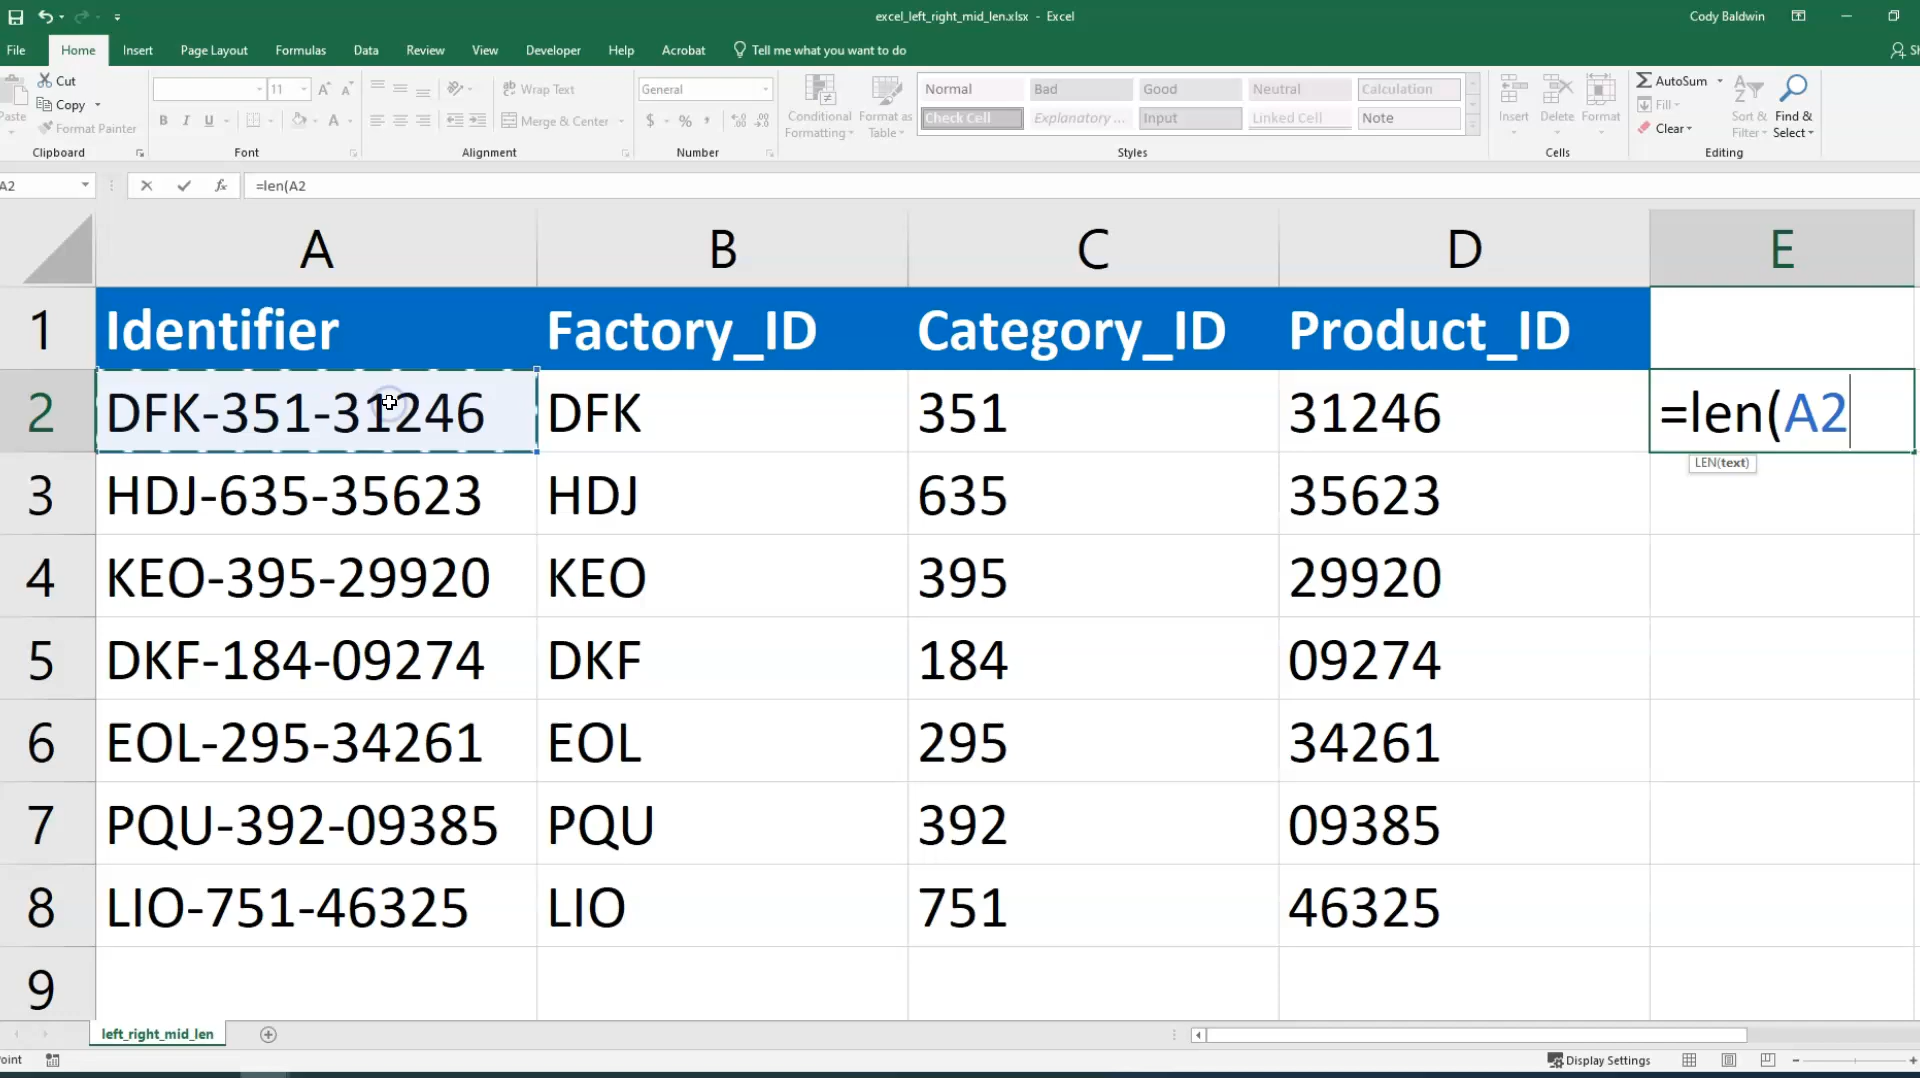 excel_left_right_mid_len.xlsx - Excel
Cody Baldwin
File Home Insert Page Layout Formulas Data Review View Developer Help Acrobat Tell me what you want to do
Cut
Copy
Format Painter
Paste
Clipboard
11
Font
Wrap Text
Merge & Center
Alignment
General
$ % ,
Number
Conditional Formatting
Format as Table
Normal Bad Good Neutral Calculation
Check Cell Explanatory ... Input Linked Cell Note
Styles
Insert Delete Format
Cells
AutoSum
Fill
Clear
Sort & Filter
Find & Select
Editing
A2 =len(A2
A B C D E
1 Identifier Factory_ID Category_ID Product_ID
2 DFK-351-31246 DFK 351 31246 =len(A2
LEN(text)
3 HDJ-635-35623 HDJ 635 35623
4 KEO-395-29920 KEO 395 29920
5 DKF-184-09274 DKF 184 09274
6 EOL-295-34261 EOL 295 34261
7 PQU-392-09385 PQU 392 09385
8 LIO-751-46325 LIO 751 46325
9
left_right_mid_len
oint
Display Settings